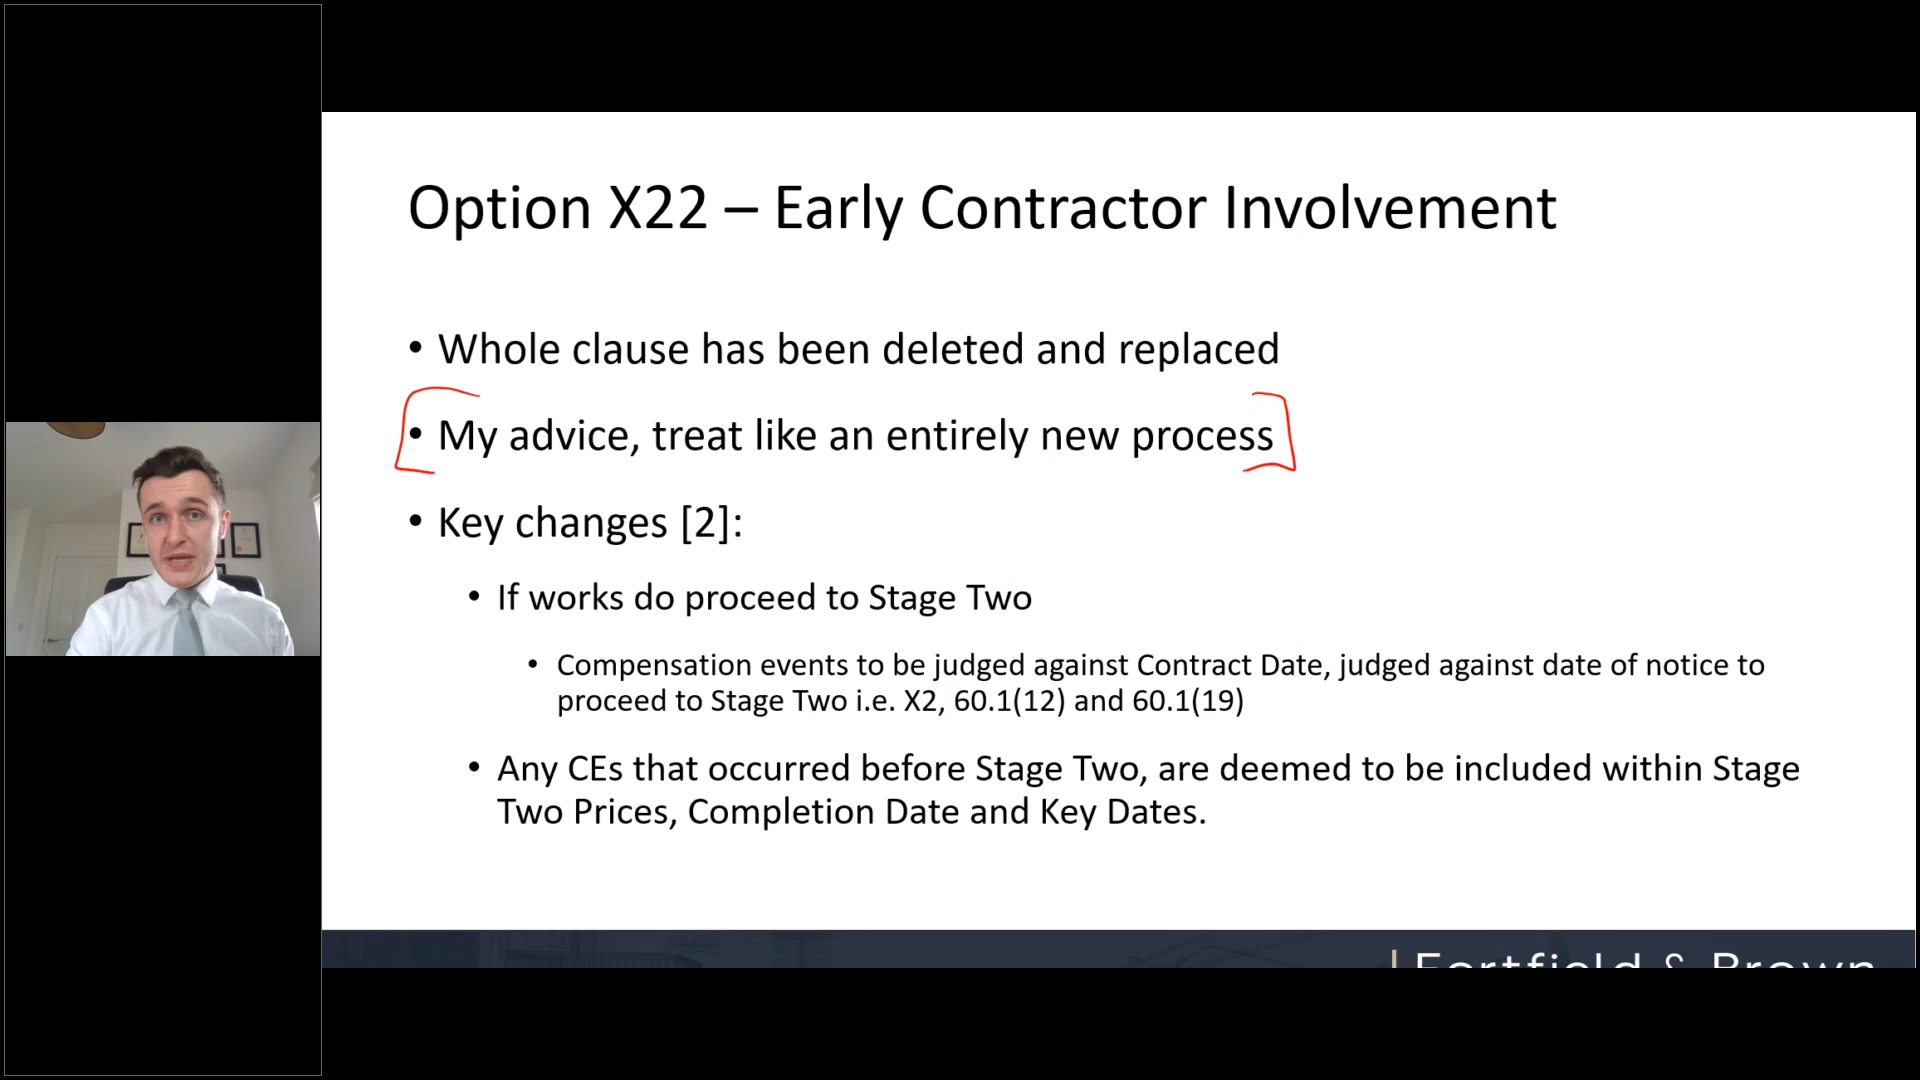 Option X22 – Early Contractor Involvement
• Whole clause has been deleted and replaced
• My advice, treat like an entirely new process
• Key changes [2]:
• If works do proceed to Stage Two
• Compensation events to be judged against Contract Date, judged against date of notice to
proceed to Stage Two i.e. X2, 60.1(12) and 60.1(19)
• Any CEs that occurred before Stage Two, are deemed to be included within Stage
Two Prices, Completion Date and Key Dates.
Fortfield & Brown